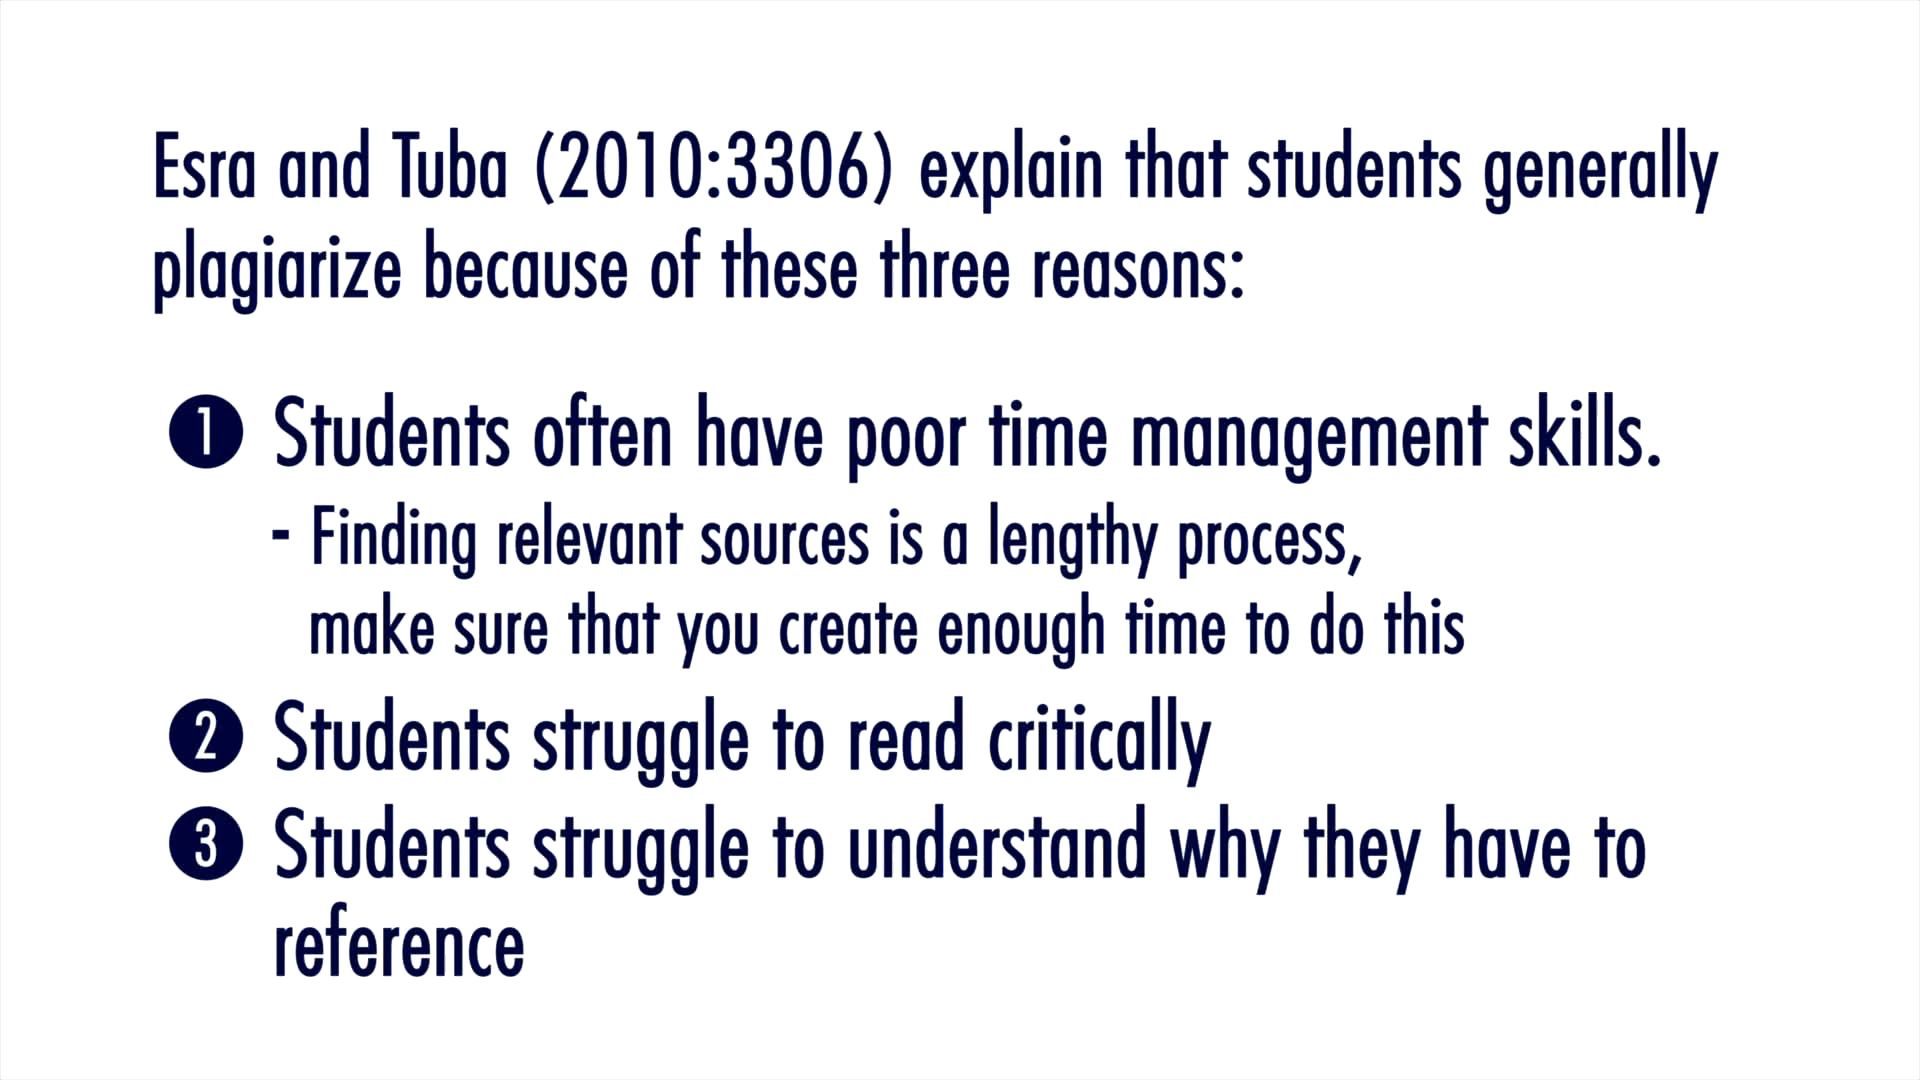 Esra and Tuba (2010:3306) explain that students generally
plagiarize because of these three reasons:
1 Students often have poor time management skills.
- Finding relevant sources is a lengthy process,
make sure that you create enough time to do this
2 Students struggle to read critically
3 Students struggle to understand why they have to
reference